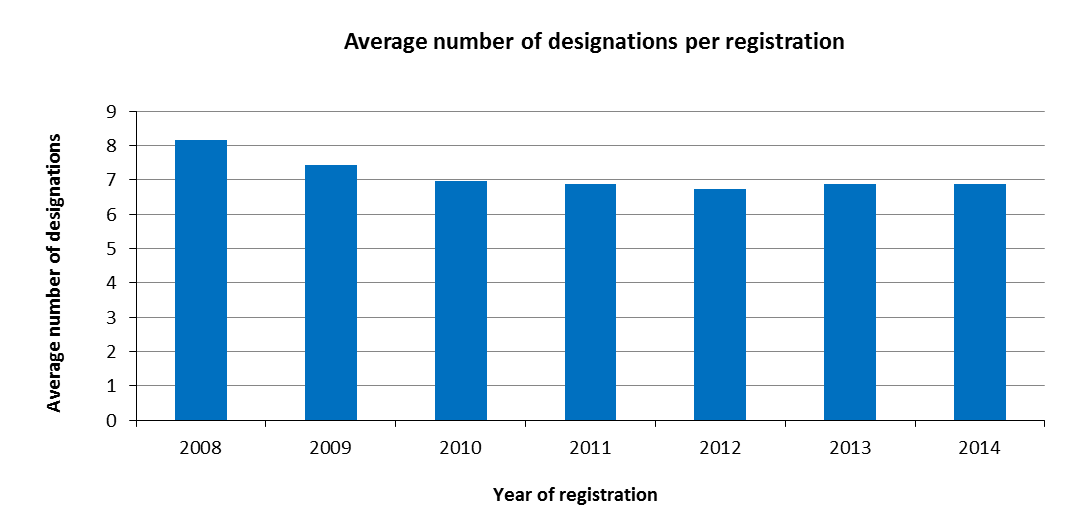 Average number of designations per registration
Average number of designations
9
8
7
6
5
4
3
2
1
0
2008 2009 2010 2011 2012 2013 2014
Year of registration